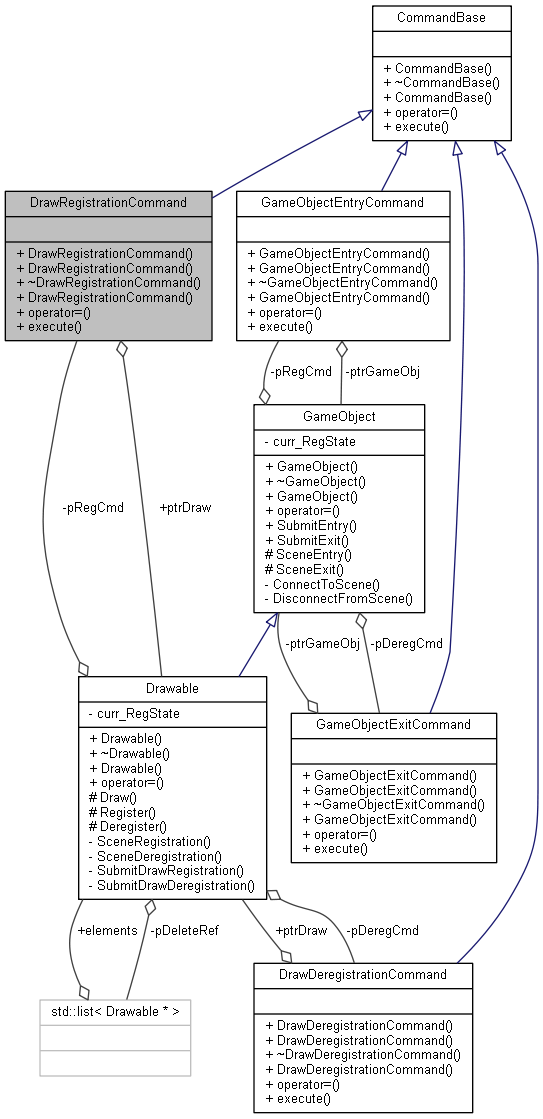 CommandBase
+ CommandBase()
+ ~CommandBase()
+ CommandBase()
+ operator=()
+ execute()
DrawRegistrationCommand
+ DrawRegistrationCommand()
+ DrawRegistrationCommand()
+ ~DrawRegistrationCommand()
+ DrawRegistrationCommand()
+ operator=()
+ execute()
GameObjectEntryCommand
+ GameObjectEntryCommand()
+ GameObjectEntryCommand()
+ ~GameObjectEntryCommand()
+ GameObjectEntryCommand()
+ operator=()
+ execute()
-pRegCmd
-ptrGameObj
GameObject
- curr_RegState
+ GameObject()
+ ~GameObject()
+ GameObject()
+ operator=()
+ SubmitEntry()
+ SubmitExit()
# SceneEntry()
# SceneExit()
- ConnectToScene()
- DisconnectFromScene()
-pRegCmd
+ptrDraw
-ptrGameObj
-pDeregCmd
Drawable
- curr_RegState
+ Drawable()
+ ~Drawable()
+ Drawable()
+ operator=()
# Draw()
# Register()
# Deregister()
- SceneRegistration()
- SceneDeregistration()
- SubmitDrawRegistration()
- SubmitDrawDeregistration()
GameObjectExitCommand
+ GameObjectExitCommand()
+ GameObjectExitCommand()
+ ~GameObjectExitCommand()
+ GameObjectExitCommand()
+ operator=()
+ execute()
+elements
-pDeleteRef
+ptrDraw
-pDeregCmd
std::list< Drawable * >
DrawDeregistrationCommand
+ DrawDeregistrationCommand()
+ DrawDeregistrationCommand()
+ ~DrawDeregistrationCommand()
+ DrawDeregistrationCommand()
+ operator=()
+ execute()